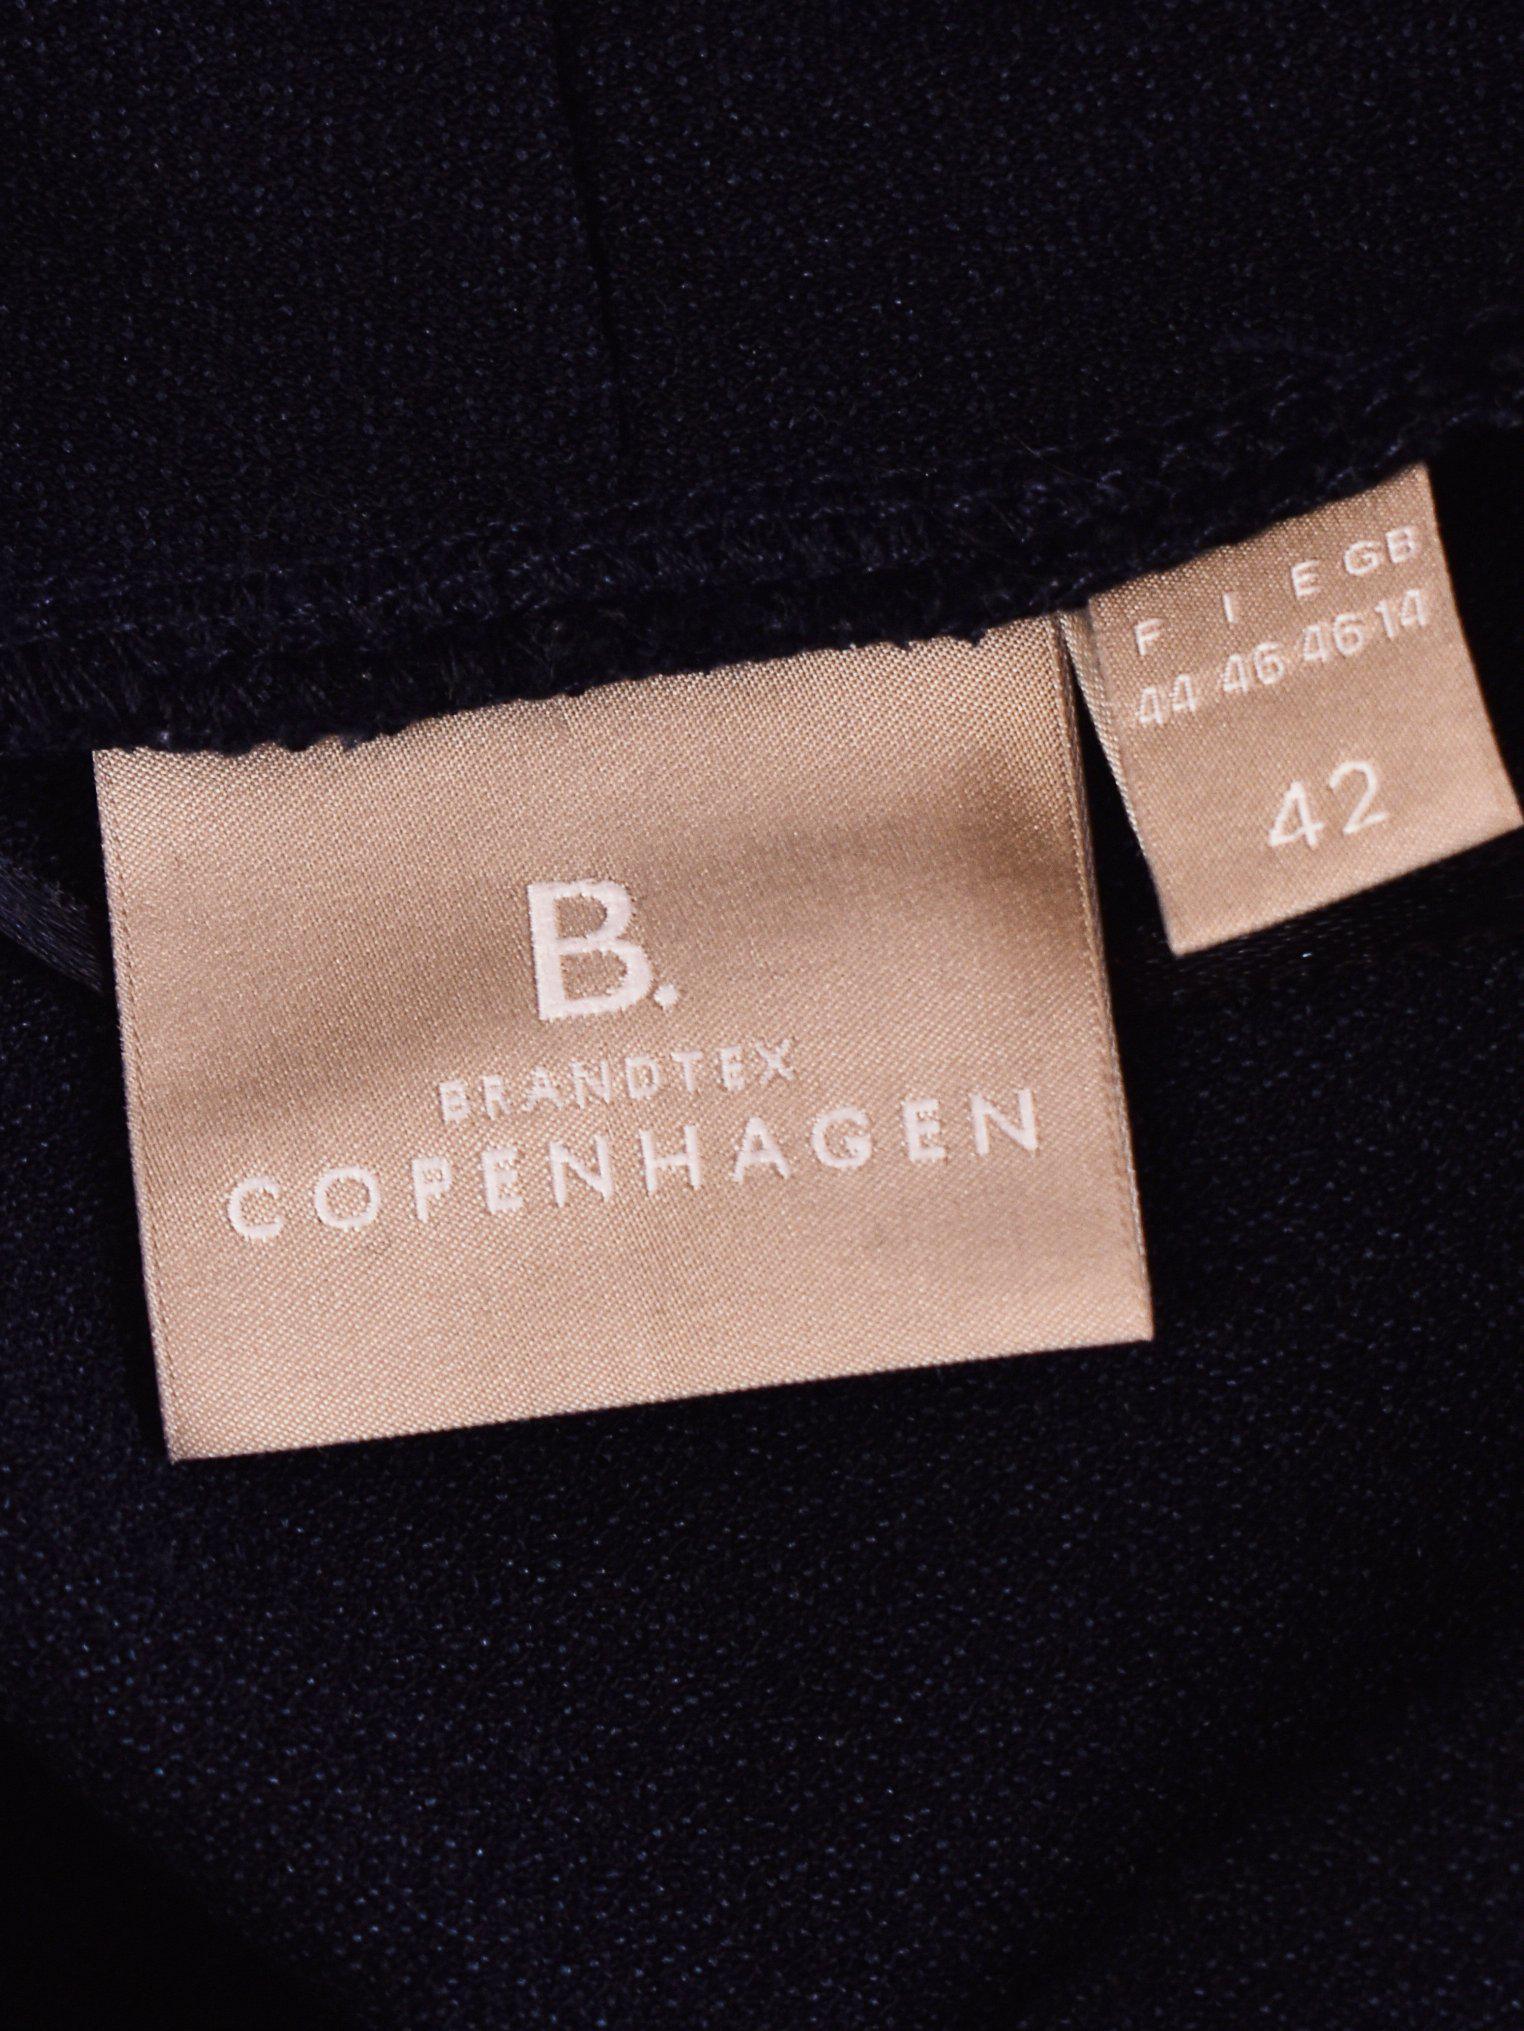 B.
BRANDTEX
COPENHAGEN
F I E GB
44 46 46 14
42